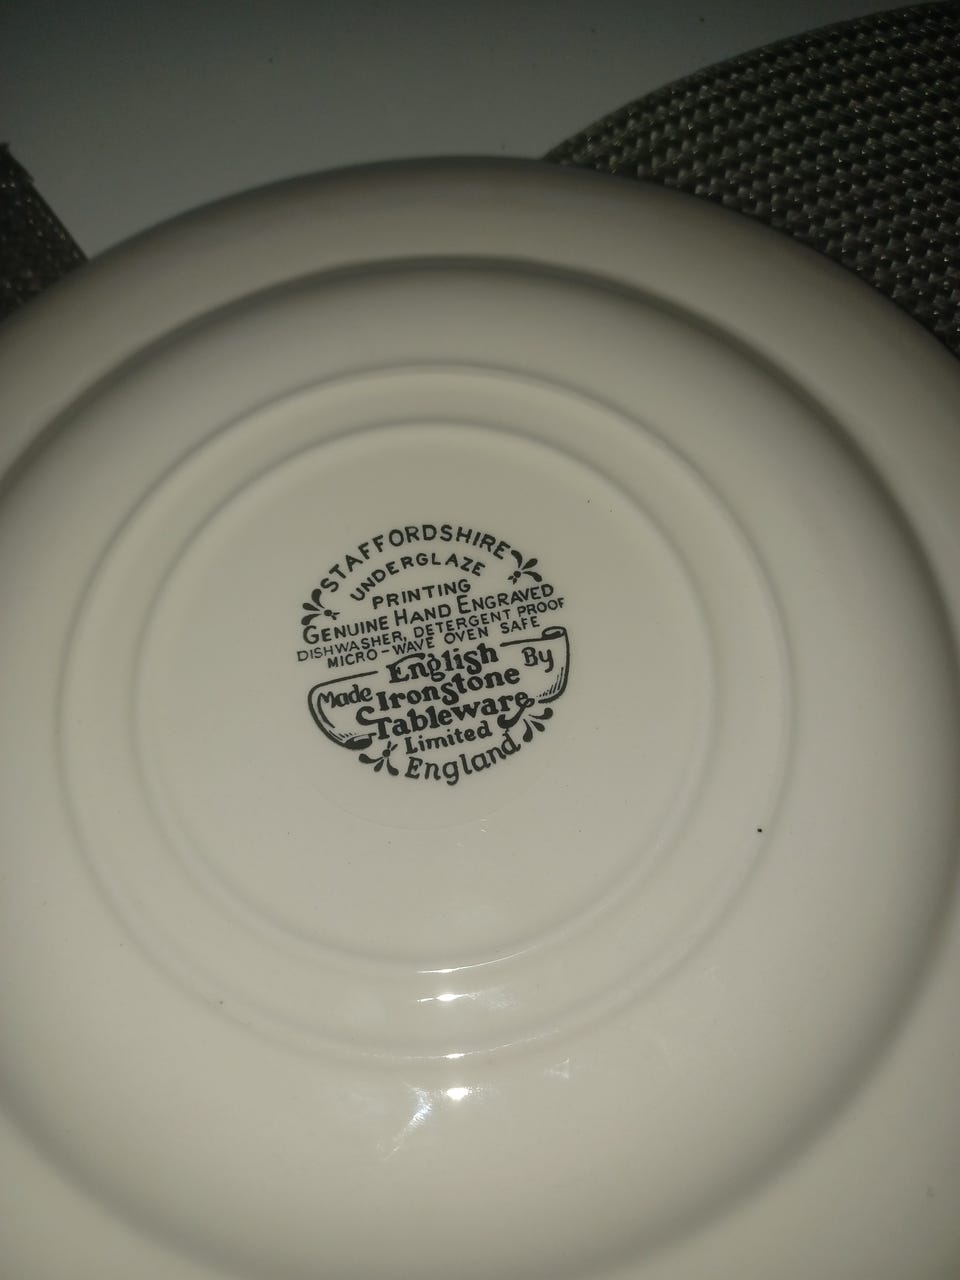 STAFFORDSHIRE
UNDERGLAZE
PRINTING
GENUINE HAND ENGRAVED
DISHWASHER, DETERGENT PROOF
MICRO-WAVE OVEN SAFE
Made English By
Ironstone
Tableware
Limited
England